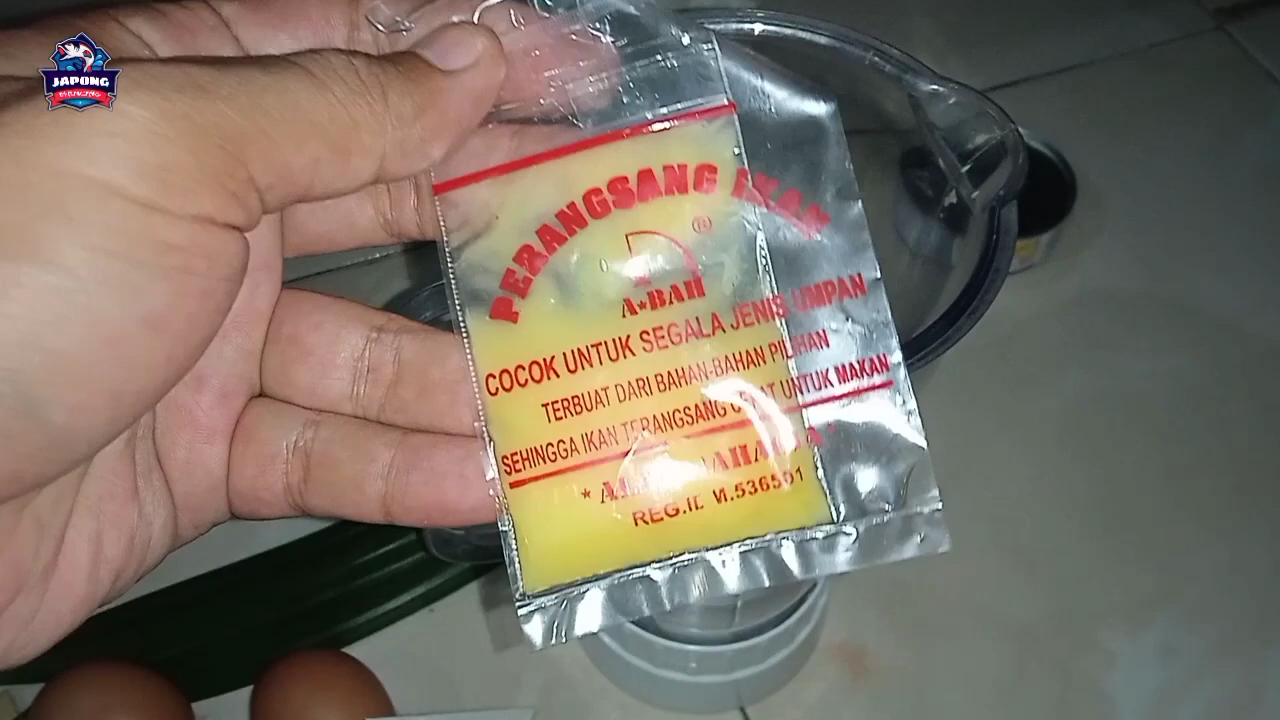 JAPONG
PERANGSANG IKAN
®
A★BAH
COCOK UNTUK SEGALA JENIS UMPAN
TERBUAT DARI BAHAN-BAHAN PILIHAN
SEHINGGA IKAN TERANGSANG UNTUK MAKAN
REG.ID M.536501